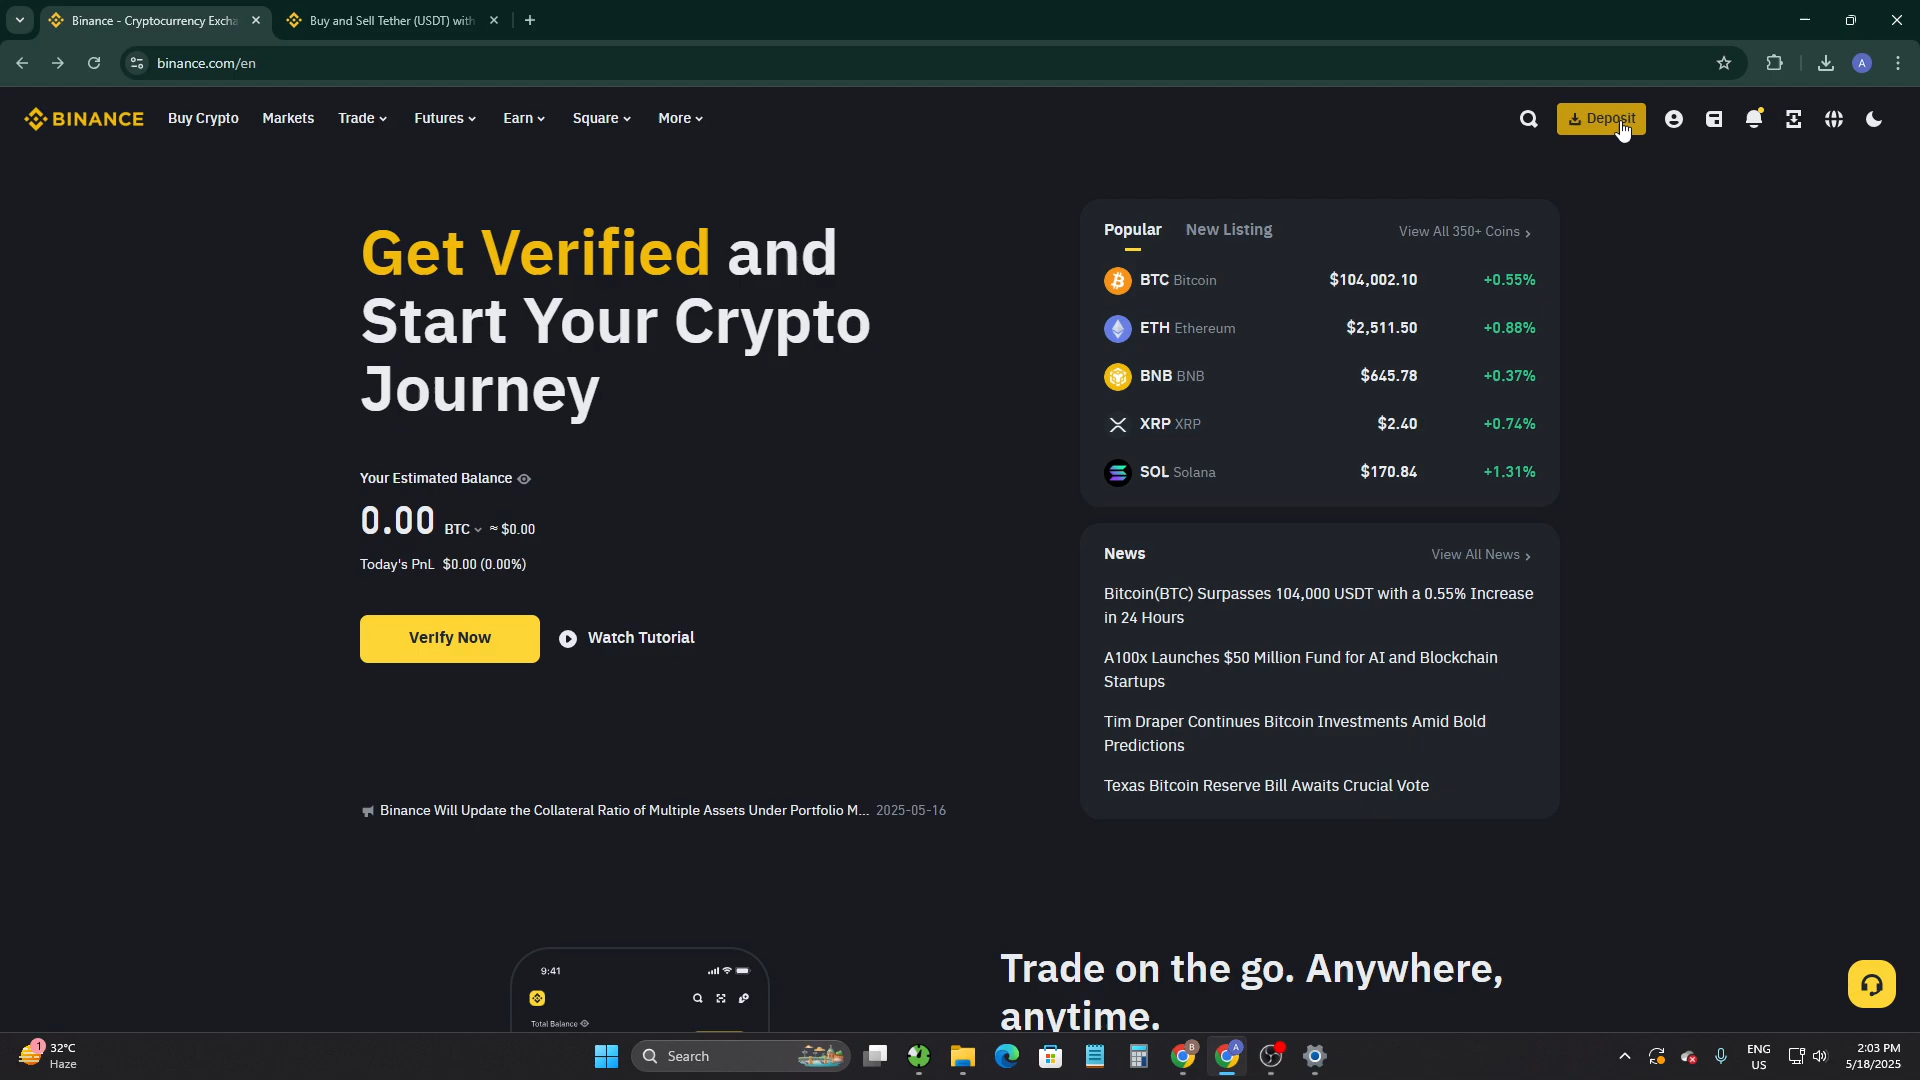 Binance - Cryptocurrency Excha
Buy and Sell Tether (USDT) with
binance.com/en
A
BINANCE
Buy Crypto
Markets
Trade
Futures
Earn
Square
More
Deposit
Get Verified and
Start Your Crypto
Journey
Your Estimated Balance
0.00 BTC ≈ $0.00
Today's PnL $0.00 (0.00%)
Verify Now
Watch Tutorial
Binance Will Update the Collateral Ratio of Multiple Assets Under Portfolio M... 2025-05-16
Popular
New Listing
View All 350+ Coins
BTC Bitcoin $104,002.10 +0.55%
ETH Ethereum $2,511.50 +0.88%
BNB BNB $645.78 +0.37%
XRP XRP $2.40 +0.74%
SOL Solana $170.84 +1.31%
News
View All News
Bitcoin(BTC) Surpasses 104,000 USDT with a 0.55% Increase
in 24 Hours
A100x Launches $50 Million Fund for AI and Blockchain
Startups
Tim Draper Continues Bitcoin Investments Amid Bold
Predictions
Texas Bitcoin Reserve Bill Awaits Crucial Vote
9:41
Total Balance
Trade on the go. Anywhere,
anytime.
1
32°C
Haze
Search
B
A
ENG
US
2:03 PM
5/18/2025